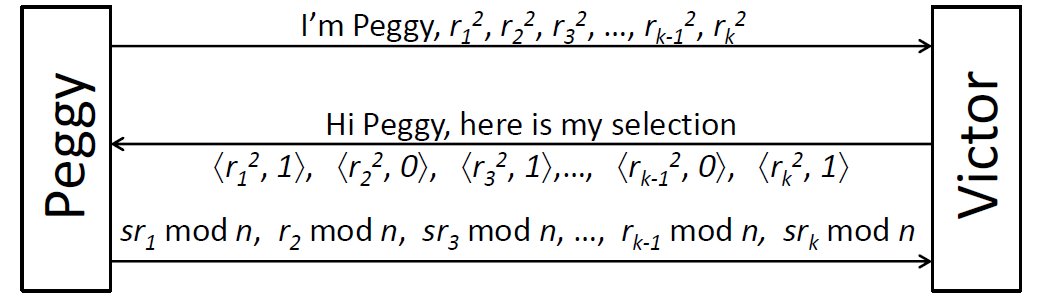 Peggy
I'm Peggy, r₁², r₂², r₃², ..., rₖ₋₁², rₖ²
Hi Peggy, here is my selection
⟨r₁², 1⟩, ⟨r₂², 0⟩, ⟨r₃², 1⟩,..., ⟨rₖ₋₁², 0⟩, ⟨rₖ², 1⟩
sr₁ mod n, r₂ mod n, sr₃ mod n, ..., rₖ₋₁ mod n, srₖ mod n
Victor